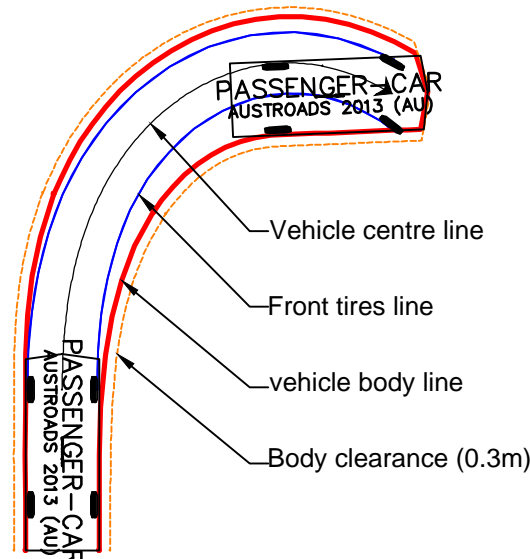 PASSENGER-CAR
AUSTROADS 2013 (AU)
Vehicle centre line
Front tires line
vehicle body line
Body clearance (0.3m)
PASSENGER-CAR
AUSTROADS 2013 (AU)